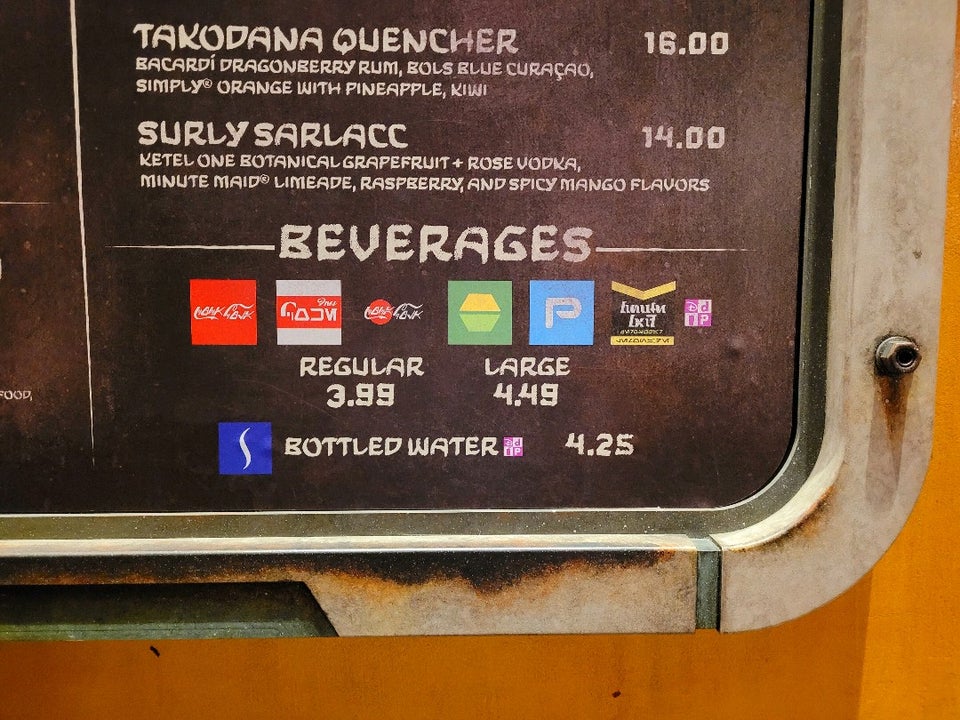 TAKODANA QUENCHER 16.00
BACARDÍ DRAGONBERRY RUM, BOLS BLUE CURAÇAO,
SIMPLY® ORANGE WITH PINEAPPLE, KIWI
SURLY SARLACC 14.00
KETEL ONE BOTANICAL GRAPEFRUIT + ROSE VODKA,
MINUTE MAID® LIMEADE, RASPBERRY, AND SPICY MANGO FLAVORS
BEVERAGES
REGULAR LARGE
3.99 4.49
BOTTLED WATER 4.25
FOOD,